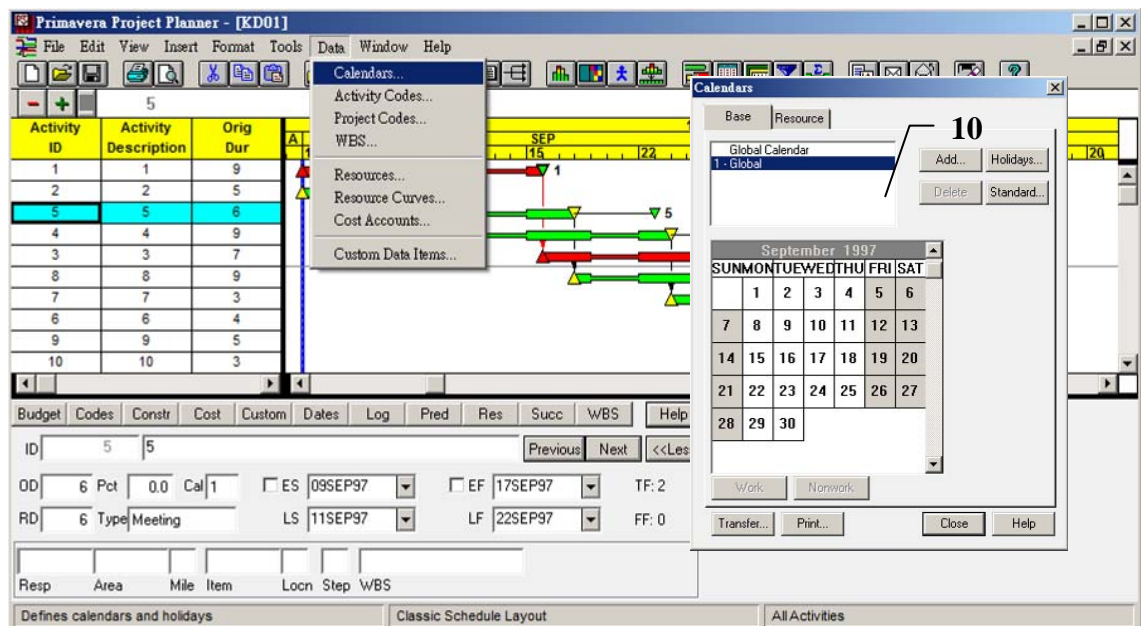 Primavera Project Planner - [KD01]
File Edit View Insert Format Tools Data Window Help
Calendars...
Activity Codes...
Project Codes...
WBS...
Resources...
Resource Curves...
Cost Accounts...
Custom Data Items...
5
Activity ID Activity Description Orig Dur
A SEP
15 22 20
1 1 9
2 2 5
5 5 6
4 4 9
3 3 7
8 8 9
7 7 3
6 6 4
9 9 5
10 10 3
1
5
Calendars
Base Resource
10
Global Calendar
1 - Global
Add... Holidays...
Delete Standard...
September 1997
SUN MON TUE WED THU FRI SAT
1 2 3 4 5 6
7 8 9 10 11 12 13
14 15 16 17 18 19 20
21 22 23 24 25 26 27
28 29 30
Work Nonwork
Transfer... Print... Close Help
Budget Codes Constr Cost Custom Dates Log Pred Res Succ WBS Help
ID 5 5 Previous Next <<Les
OD 6 Pct 0.0 Cal 1 ES 09SEP97 EF 17SEP97 TF: 2
RD 6 Type Meeting LS 11SEP97 LF 22SEP97 FF: 0
Resp Area Mile Item Locn Step WBS
Defines calendars and holidays Classic Schedule Layout All Activities